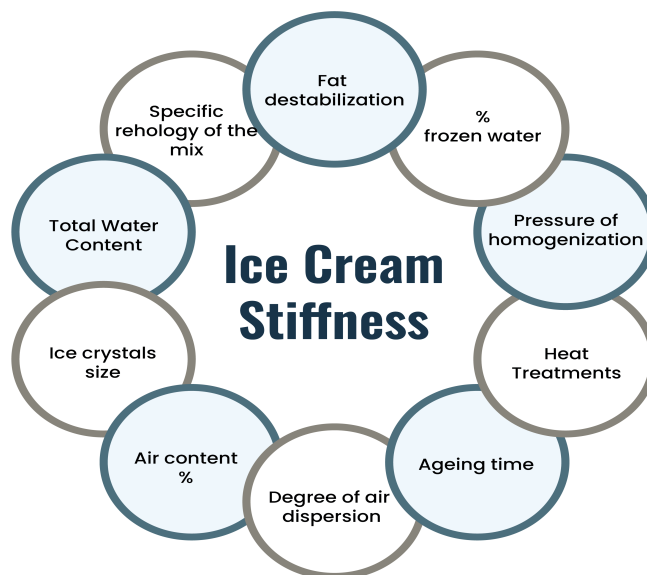 Fat
destabilization
%
frozen water
Pressure of
homogenization
Heat
Treatments
Ageing time
Degree of air
dispersion
Air content
%
Ice crystals
size
Total Water
Content
Specific
rehology of the
mix
Ice Cream
Stiffness